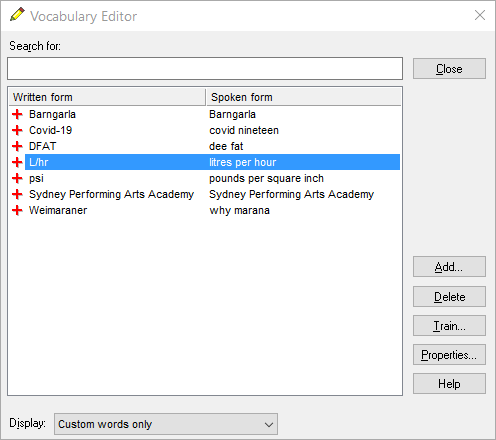 Vocabulary Editor
Search for:
Close
Written form Spoken form
Barngarla Barngarla
Covid-19 covid nineteen
DFAT dee fat
L/hr litres per hour
psi pounds per square inch
Sydney Performing Arts Academy Sydney Performing Arts Academy
Weimaraner why marana
Add...
Delete
Train...
Properties...
Help
Display: Custom words only